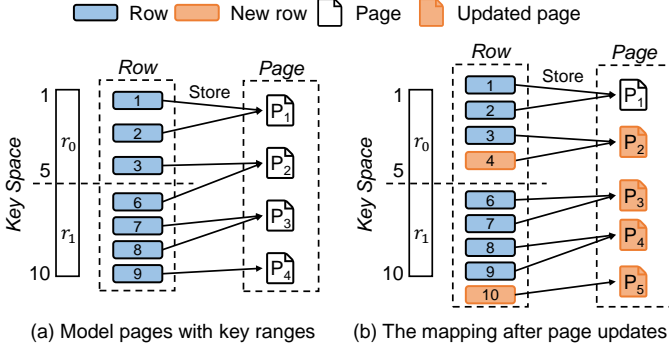 Row New row Page Updated page
Row Page
Store
1
5
10
Key Space
r0
r1
1
2
3
6
7
8
9
P1
P2
P3
P4
(a) Model pages with key ranges
Row Page
Store
1
5
10
Key Space
r0
r1
1
2
3
4
6
7
8
9
10
P1
P2
P3
P4
P5
(b) The mapping after page updates